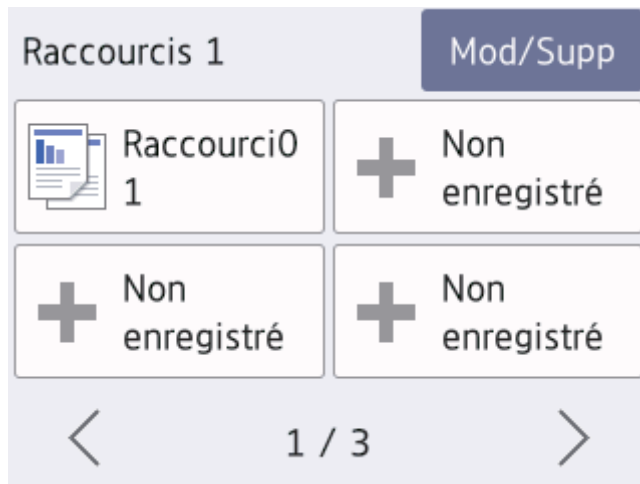 Raccourcis 1
Mod/Supp
Raccourci0
1
Non
enregistré
Non
enregistré
Non
enregistré
1 / 3